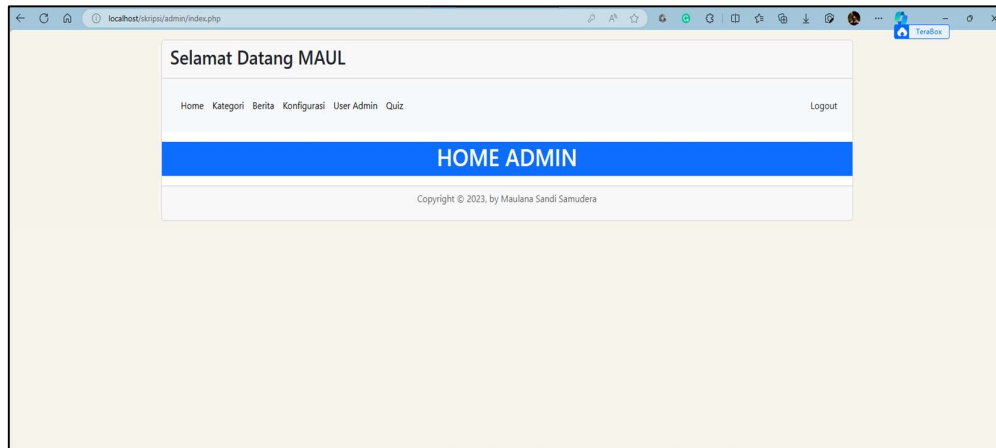 localhost/skripsi/admin/index.php
TeraBox
Selamat Datang MAUL
Home Kategori Berita Konfigurasi User Admin Quiz Logout
HOME ADMIN
Copyright © 2023, by Maulana Sandi Samudera